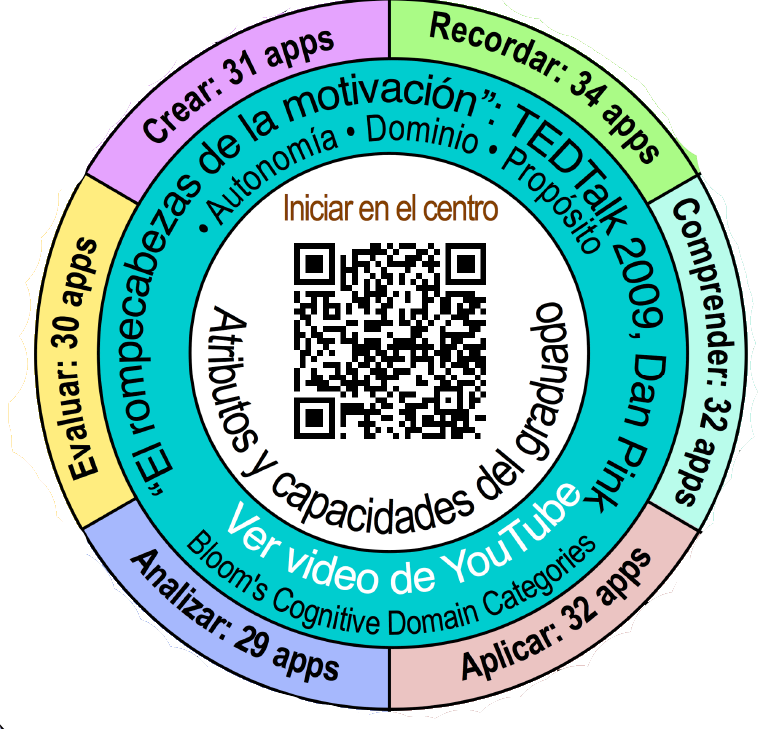 Crear: 31 apps
Recordar: 34 apps
Comprender: 32 apps
Aplicar: 32 apps
Analizar: 29 apps
Evaluar: 30 apps
"El rompecabezas de la motivación”: TEDTalk 2009, Dan Pink
• Autonomía • Dominio • Propósito
Iniciar en el centro
Atributos y capacidades del graduado
Ver video de YouTube
Bloom's Cognitive Domain Categories